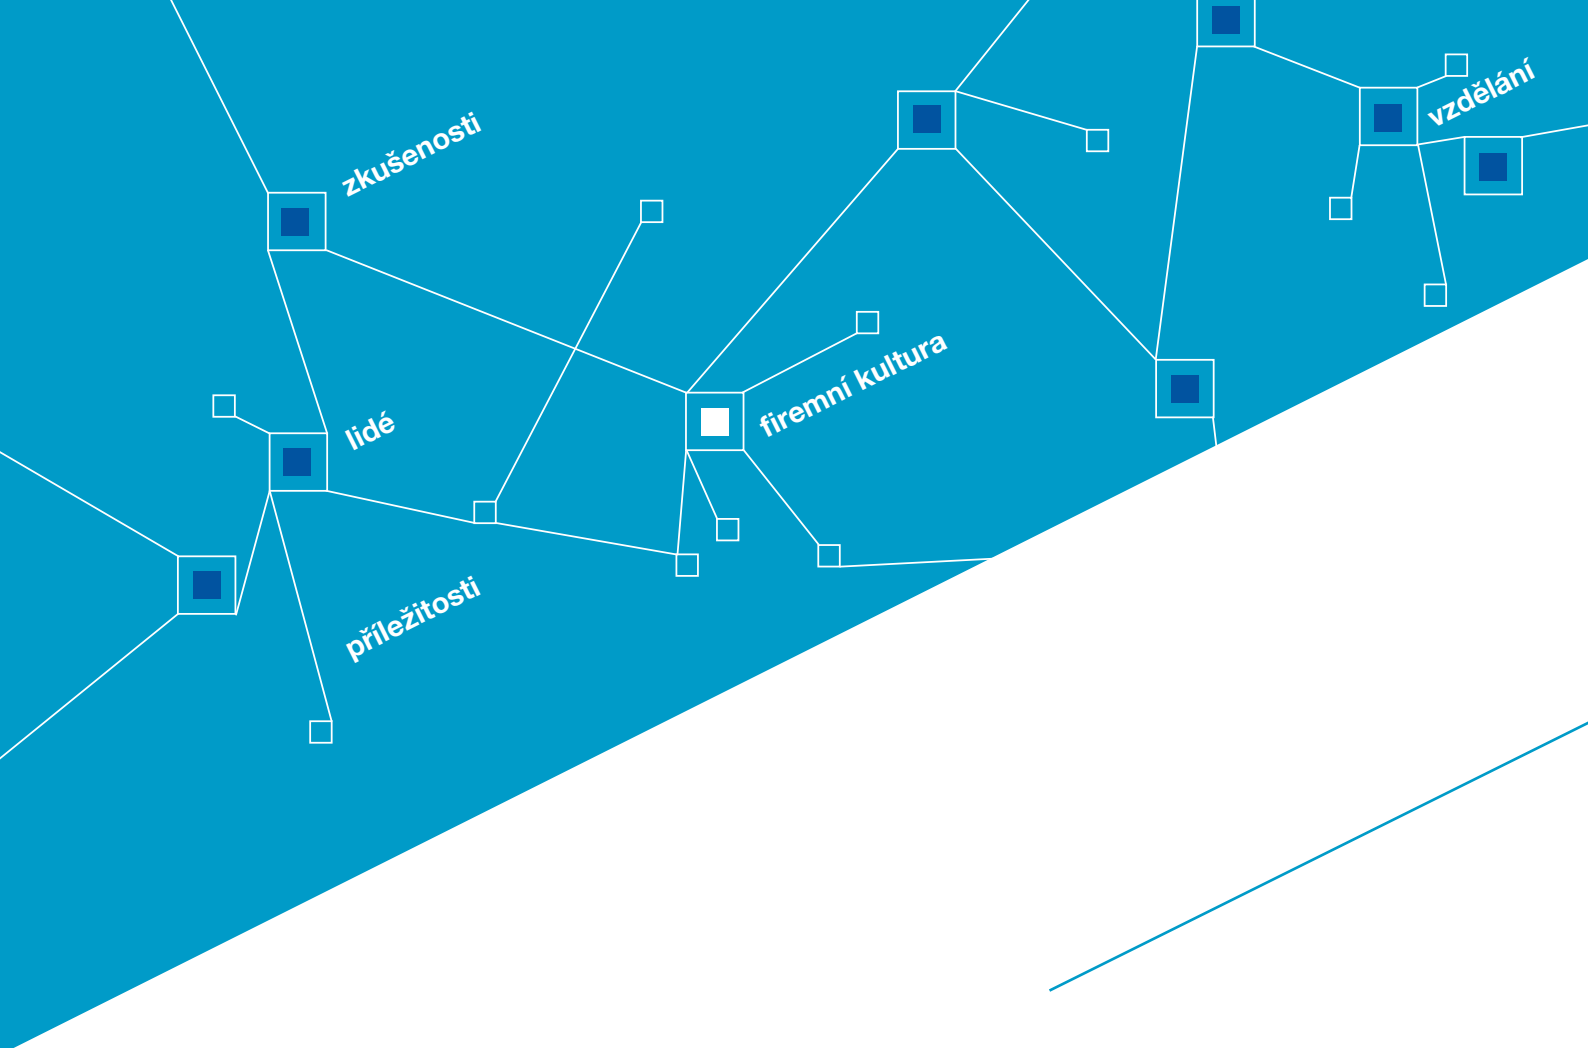 vzdělání
zkušenosti
firemní kultura
lidé
příležitosti